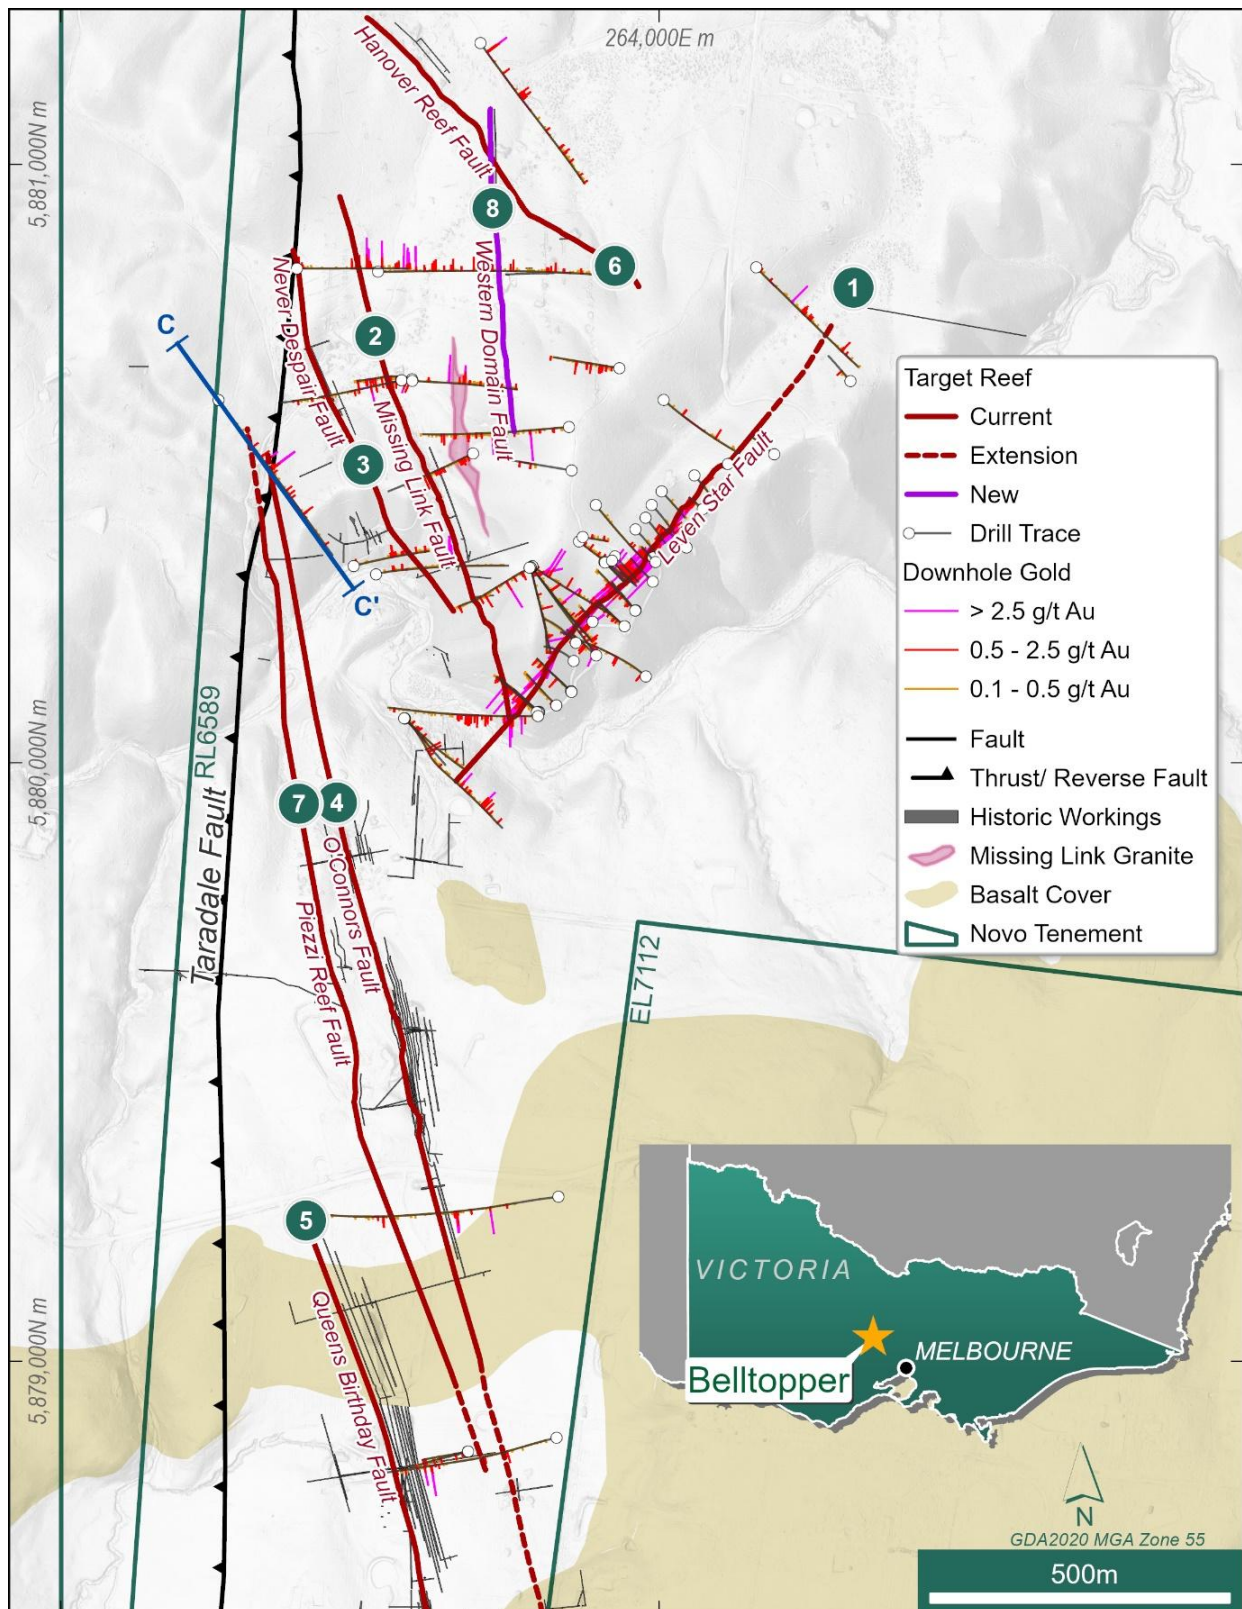 264,000E m
5,881,000N m
5,880,000N m
5,879,000N m
Hanover Reef Fault
8
6
1
Western Domain Fault
Never Despair Fault
C
2
Missing Link Fault
3
C'
Leven Star Fault
RL6589
Taradale Fault
7
4
O'Connors Fault
Piezzi Reef Fault
EL7112
5
Queens Birthday Fault
Target Reef
Current
Extension
New
Drill Trace
Downhole Gold
> 2.5 g/t Au
0.5 - 2.5 g/t Au
0.1 - 0.5 g/t Au
Fault
Thrust/ Reverse Fault
Historic Workings
Missing Link Granite
Basalt Cover
Novo Tenement
VICTORIA
MELBOURNE
Belltopper
N
GDA2020 MGA Zone 55
500m